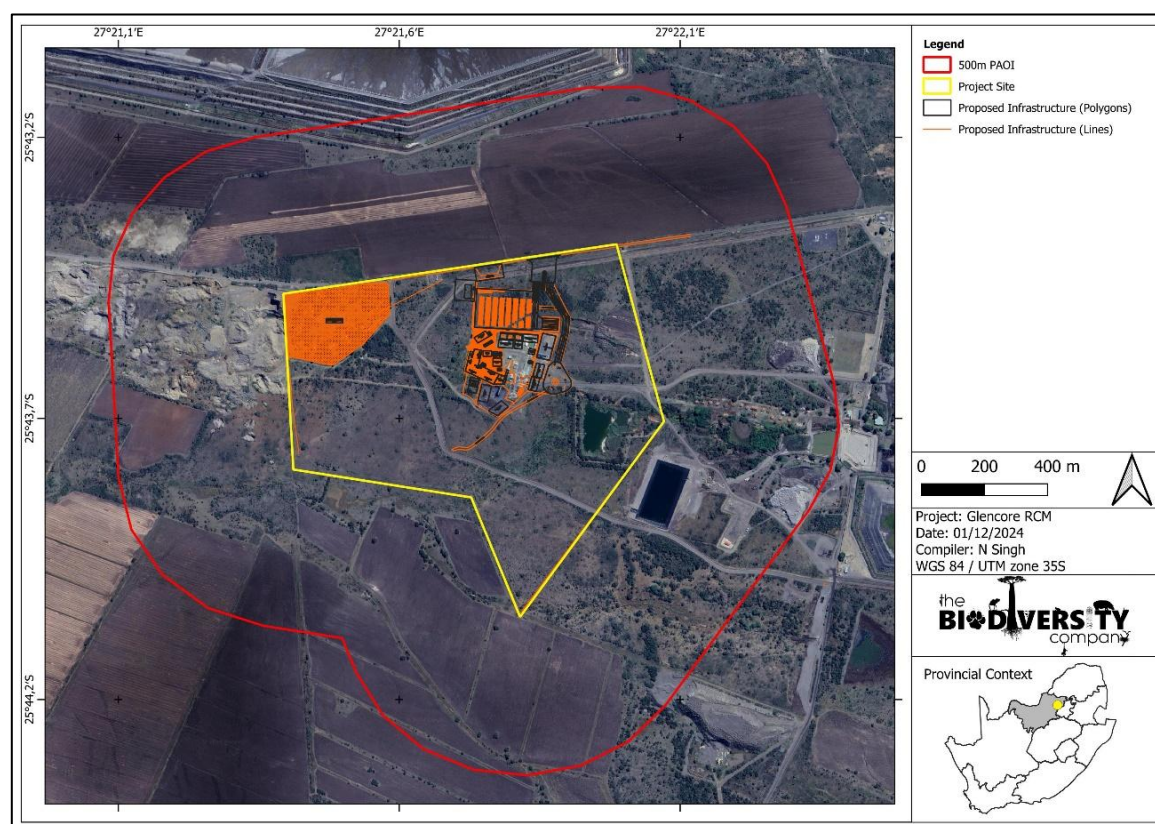 27°21,1'E
27°21,6'E
27°22,1'E
25°43,2'S
25°43,7'S
25°44,2'S
Legend
500m PAOI
Project Site
Proposed Infrastructure (Polygons)
Proposed Infrastructure (Lines)
0 200 400 m
Project: Glencore RCM
Date: 01/12/2024
Compiler: N Singh
WGS 84 / UTM zone 35S
the
BIODIVERSITY
company
Provincial Context